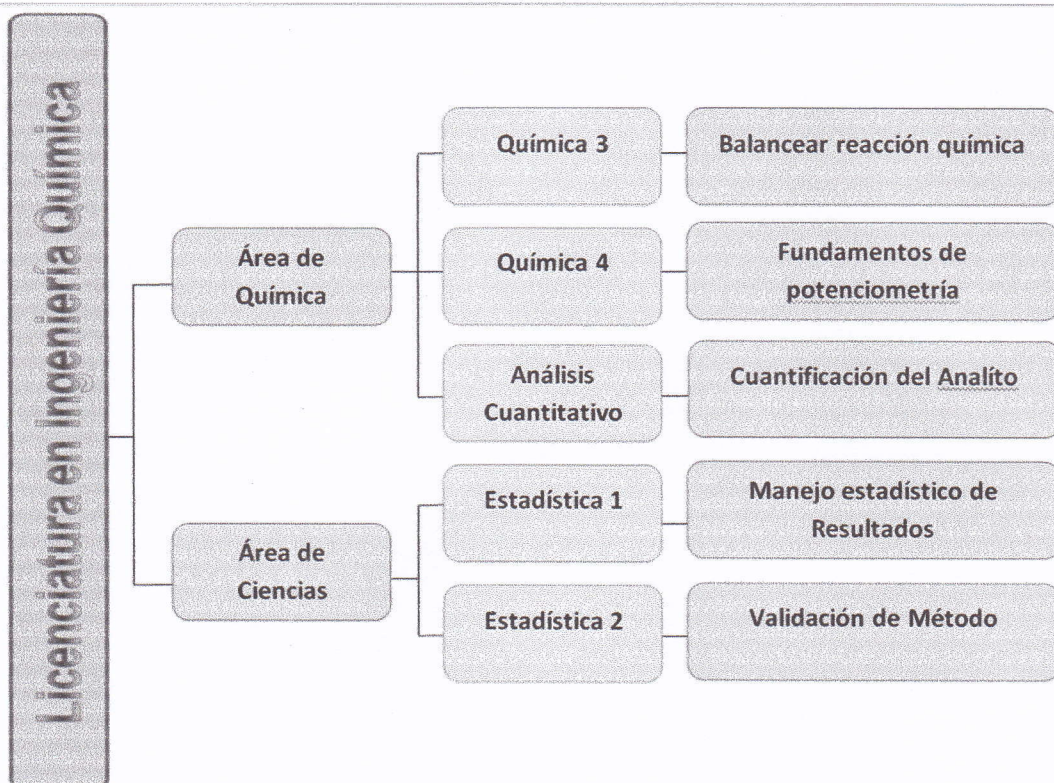 Licenciatura en Ingeniería Química
Área de
Química
Química 3
Balancear reacción química
Química 4
Fundamentos de
potenciometría
Análisis
Cuantitativo
Cuantificación del Analíto
Área de
Ciencias
Estadística 1
Manejo estadístico de
Resultados
Estadística 2
Validación de Método